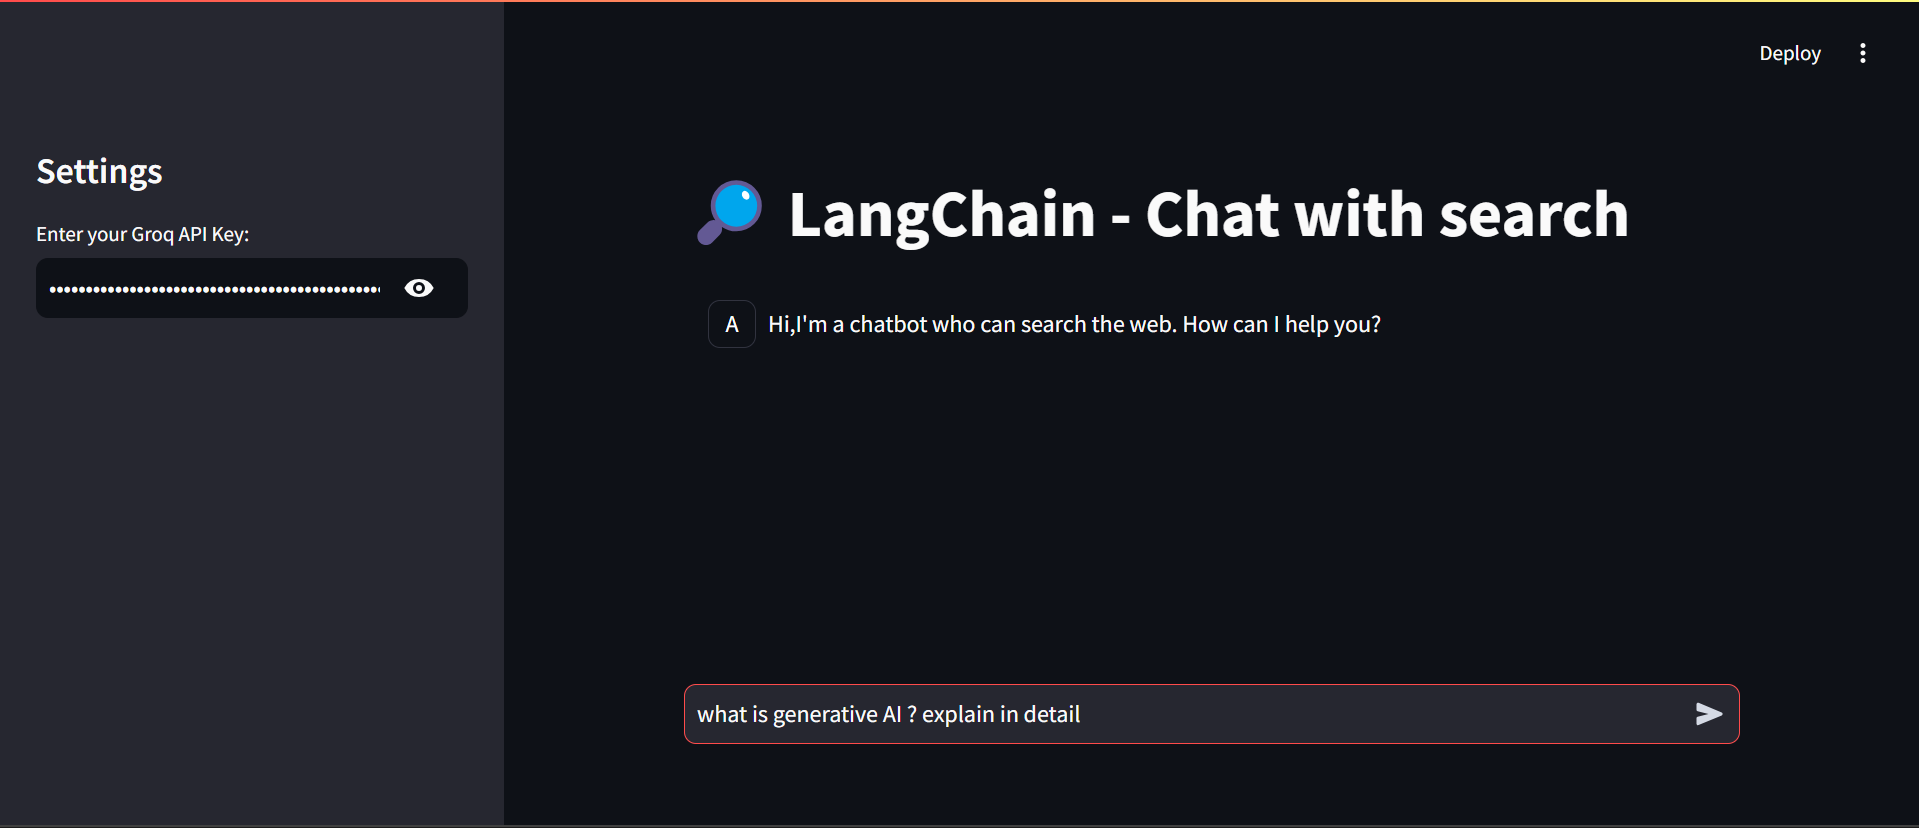 Deploy
Settings
Enter your Groq API Key:
••••••••••••••••••••••••••••••••••••••••••••••
LangChain - Chat with search
A
Hi,I'm a chatbot who can search the web. How can I help you?
what is generative AI ? explain in detail